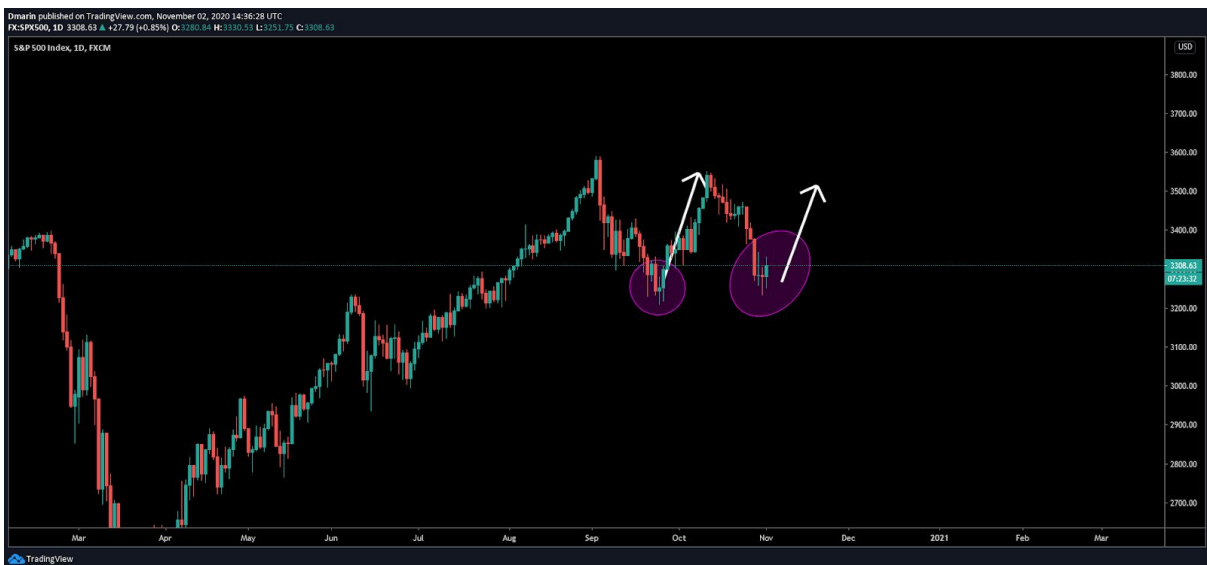 Dmarin published on TradingView.com, November 02, 2020 14:36:28 UTC
FX:SPX500, 1D 3308.63 ▲ +27.79 (+0.85%) O:3280.84 H:3330.53 L:3251.75 C:3308.63
S&P 500 Index, 1D, FXCM
USD
3800.00
3700.00
3600.00
3500.00
3400.00
3308.63
07:23:32
3200.00
3100.00
3000.00
2900.00
2800.00
2700.00
Mar Apr May Jun Jul Aug Sep Oct Nov Dec 2021 Feb Mar
TradingView